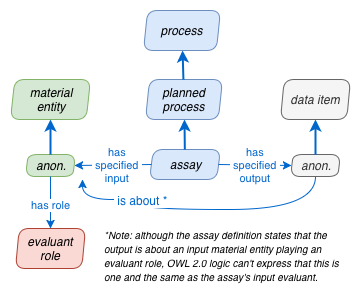 process
material
entity
planned
process
data item
anon.
has
specified
input
assay
has
specified
output
anon.
is about *
has role
evaluant
role
*Note: although the assay definition states that the
output is about an input material entity playing an
evaluant role, OWL 2.0 logic can't express that this is
one and the same as the assay's input evaluant.